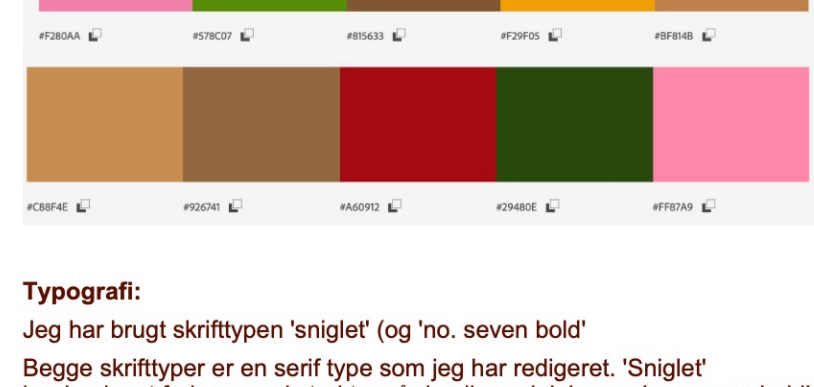 #F280AA #578C07 #815633 #F29F05 #BF814B
#C88F4E #926741 #A60912 #29480E #FF87A9
Typografi:
Jeg har brugt skrifttypen 'sniglet' (og 'no. seven bold'
Begge skrifttyper er en serif type som jeg har redigeret. 'Sniglet'